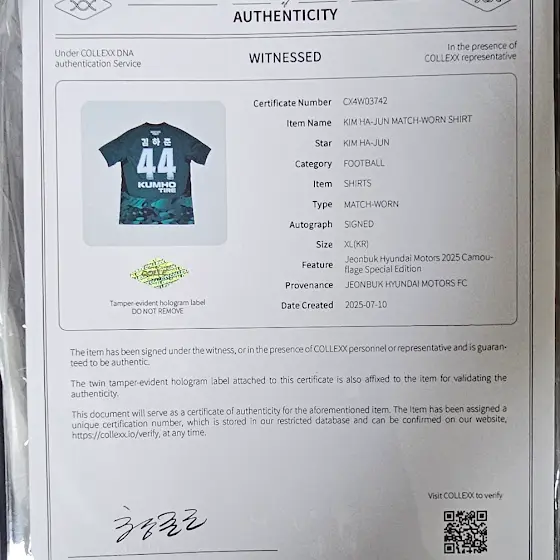 of
AUTHENTICITY
Under COLLEXX DNA
authentication Service
WITNESSED
In the presence of
COLLEXX representative
Certificate Number CX4W03742
Item Name KIM HA-JUN MATCH-WORN SHIRT
Star KIM HA-JUN
Category FOOTBALL
Item SHIRTS
Type MATCH-WORN
Autograph SIGNED
Size XL(KR)
Feature Jeonbuk Hyundai Motors 2025 Camou-
flage Special Edition
Provenance JEONBUK HYUNDAI MOTORS FC
Date Created 2025-07-10
김하준
44
KUMHO
TIRE
COLLEXX
Tamper-evident hologram label
DO NOT REMOVE
The item has been signed under the witness, or in the presence of COLLEXX personnel or representative and is guaran-
teed to be authentic.
The twin tamper-evident hologram label attached to this certificate is also affixed to the item for validating the
authenticity.
This document will serve as a certificate of authenticity for the aforementioned item. The Item has been assigned a
unique certification number, which is stored in our restricted database and can be confirmed on our website,
https://collexx.io/verify, at any time.
Visit COLLEXX to verify